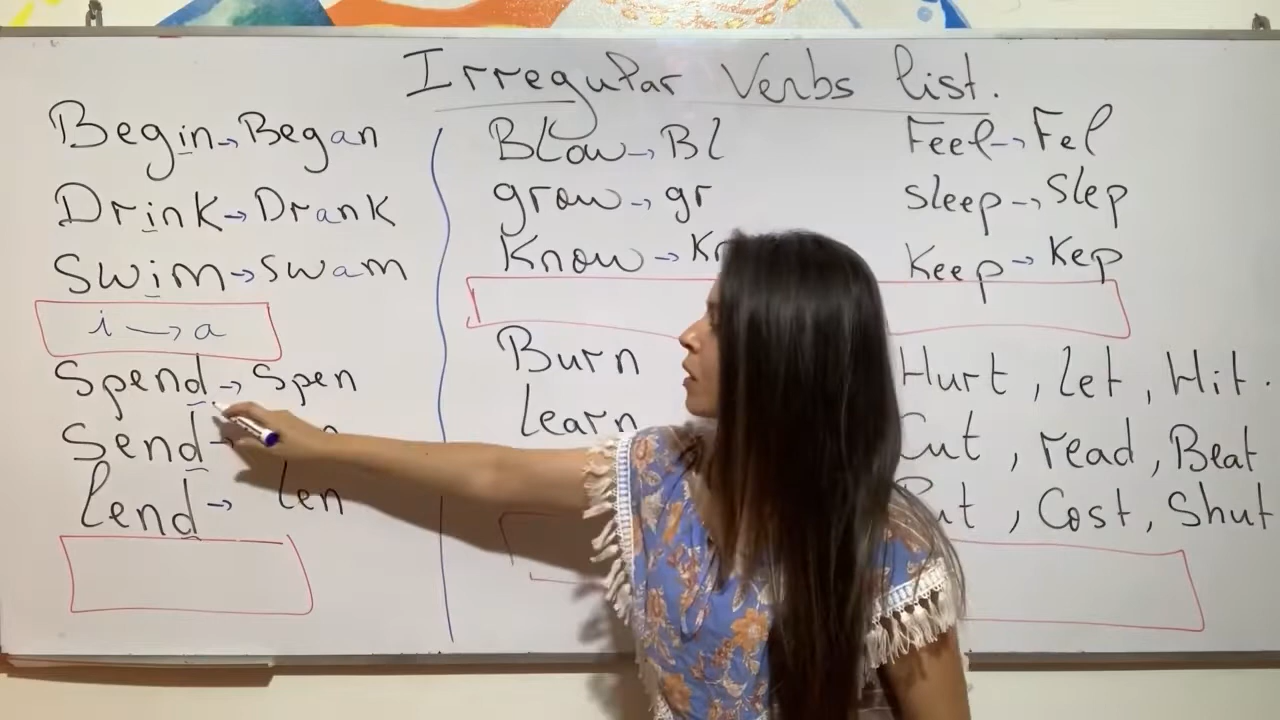 Irregular Verbs list.
Begin → Began
Drink → Drank
Swim → Swam
i → a
Spend → Spen
Send →
Lend → len
Blow → Bl
grow → gr
Know →
Burn
learn
Feel → Fel
Sleep → Slep
Keep → Kep
Hurt, let, Hit.
Cut, read, Beat
, Cost, Shut